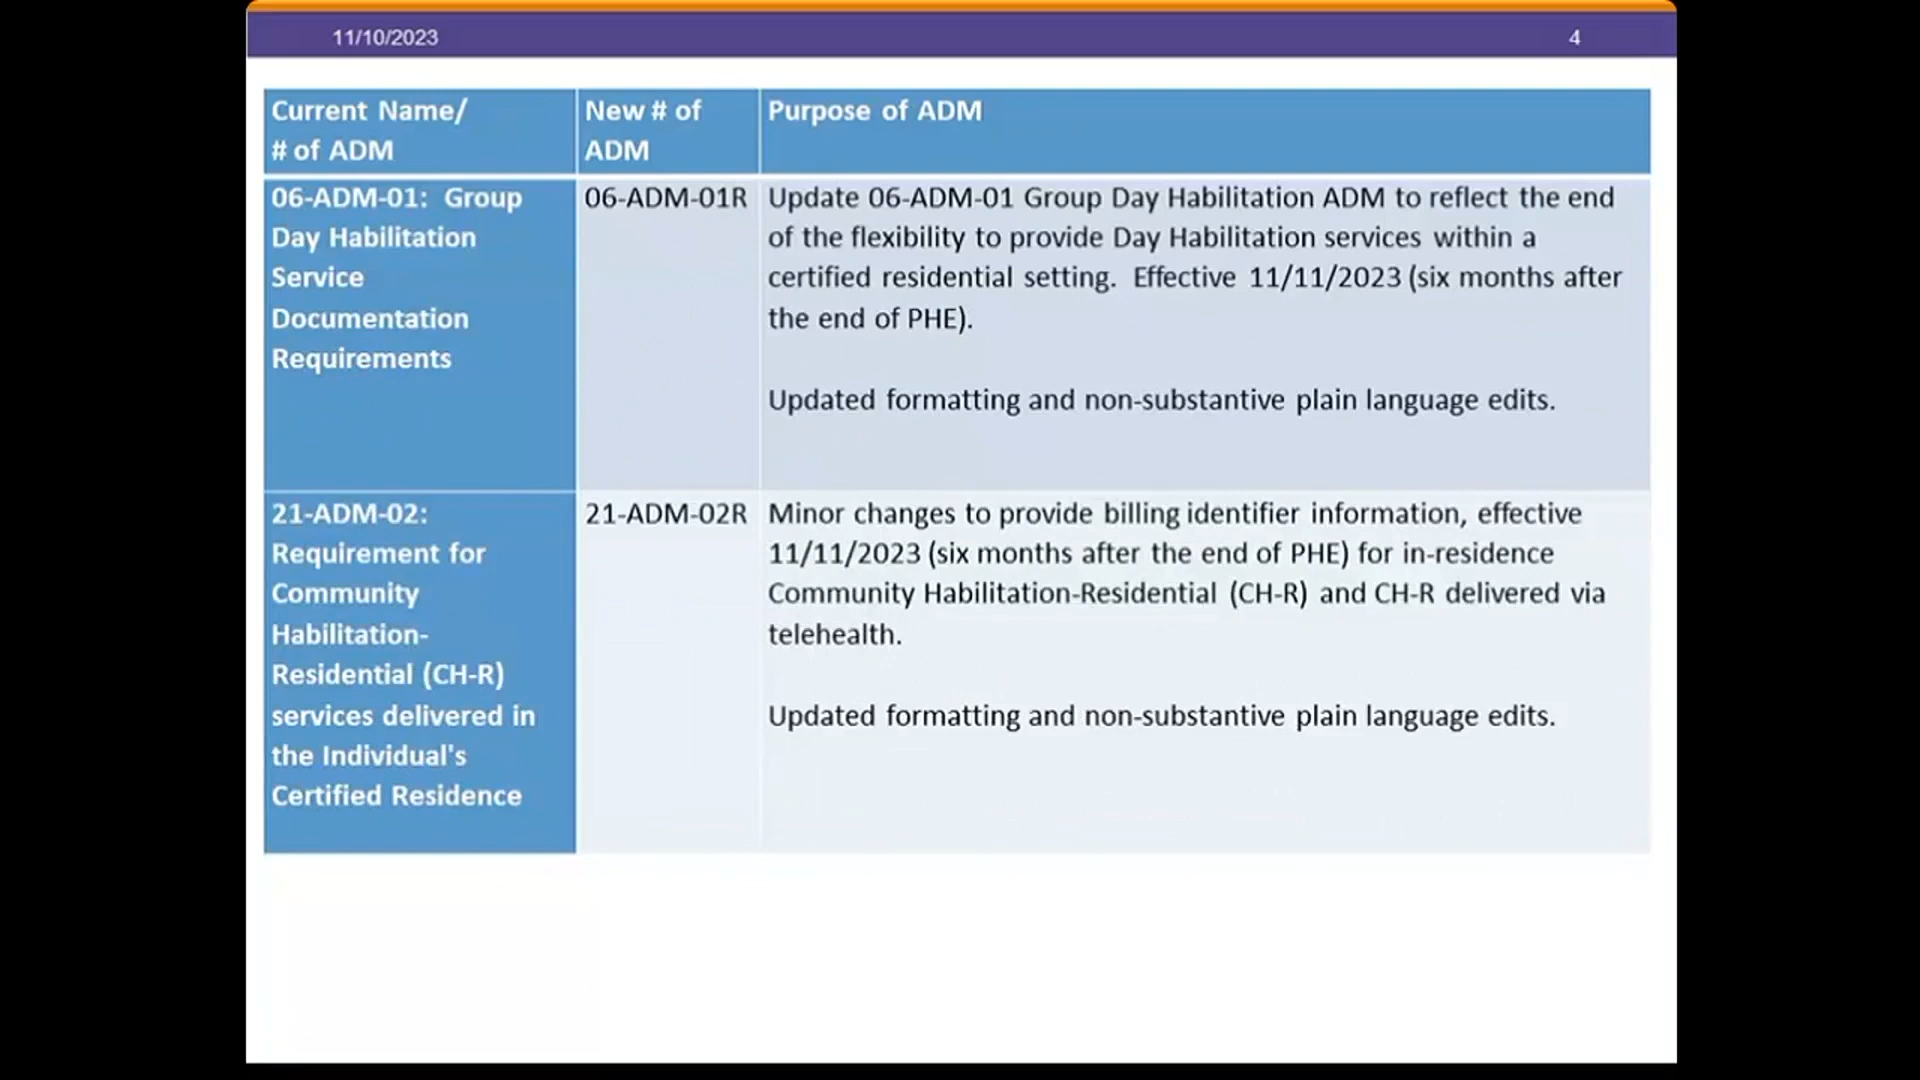 11/10/2023
4
Current Name/
# of ADM
New # of
ADM
Purpose of ADM
06-ADM-01: Group
Day Habilitation
Service
Documentation
Requirements
06-ADM-01R
Update 06-ADM-01 Group Day Habilitation ADM to reflect the end
of the flexibility to provide Day Habilitation services within a
certified residential setting. Effective 11/11/2023 (six months after
the end of PHE).
Updated formatting and non-substantive plain language edits.
21-ADM-02:
Requirement for
Community
Habilitation-
Residential (CH-R)
services delivered in
the Individual's
Certified Residence
21-ADM-02R
Minor changes to provide billing identifier information, effective
11/11/2023 (six months after the end of PHE) for in-residence
Community Habilitation-Residential (CH-R) and CH-R delivered via
telehealth.
Updated formatting and non-substantive plain language edits.